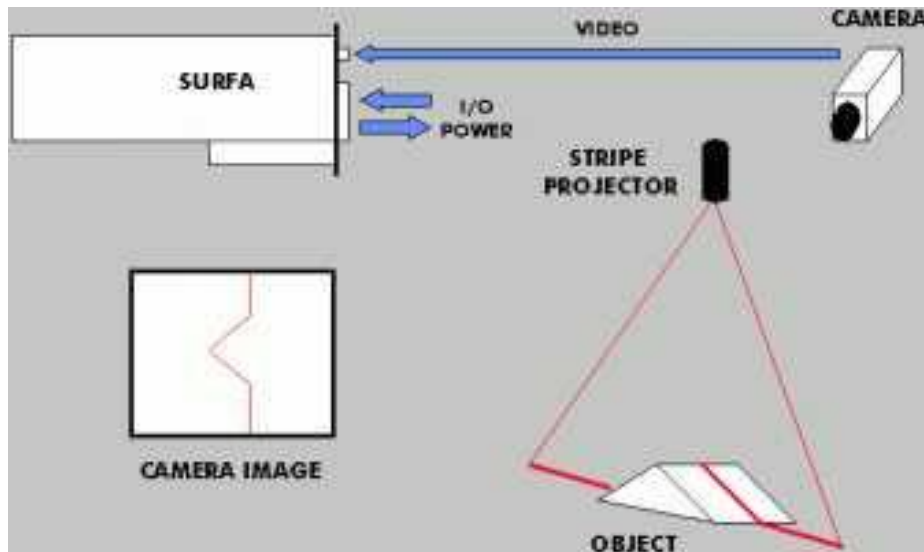 CAMERA
VIDEO
SURFA
I/O
POWER
STRIPE
PROJECTOR
CAMERA IMAGE
OBJECT